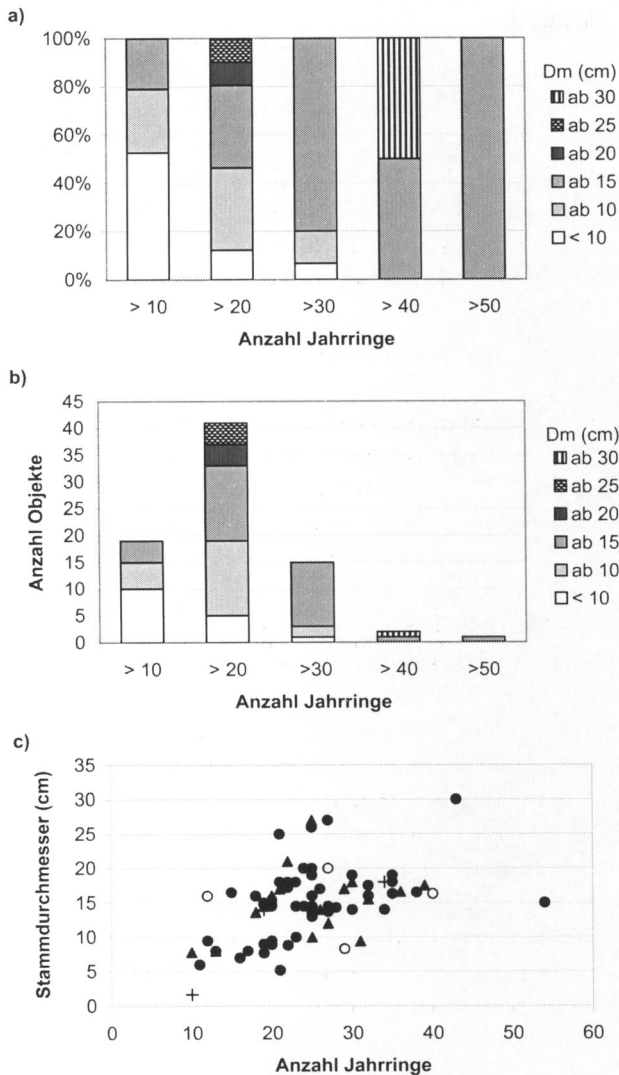 a)
100%
80%
60%
40%
20%
0%
> 10 > 20 >30 > 40 >50
Anzahl Jahrringe
Dm (cm)
ab 30
ab 25
ab 20
ab 15
ab 10
< 10
b)
Anzahl Objekte
45
40
35
30
25
20
15
10
5
0
> 10 > 20 >30 > 40 >50
Anzahl Jahrringe
Dm (cm)
ab 30
ab 25
ab 20
ab 15
ab 10
< 10
c)
Stammdurchmesser (cm)
35
30
25
20
15
10
5
0
0 10 20 30 40 50 60
Anzahl Jahrringe